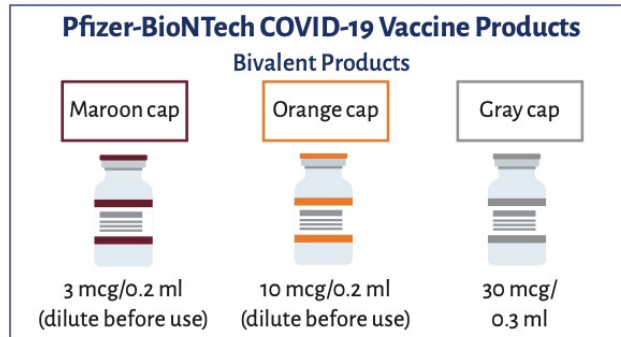 Pfizer-BioNTech COVID-19 Vaccine Products
Bivalent Products
Maroon cap
Orange cap
Gray cap
3 mcg/0.2 ml
(dilute before use)
10 mcg/0.2 ml
(dilute before use)
30 mcg/
0.3 ml